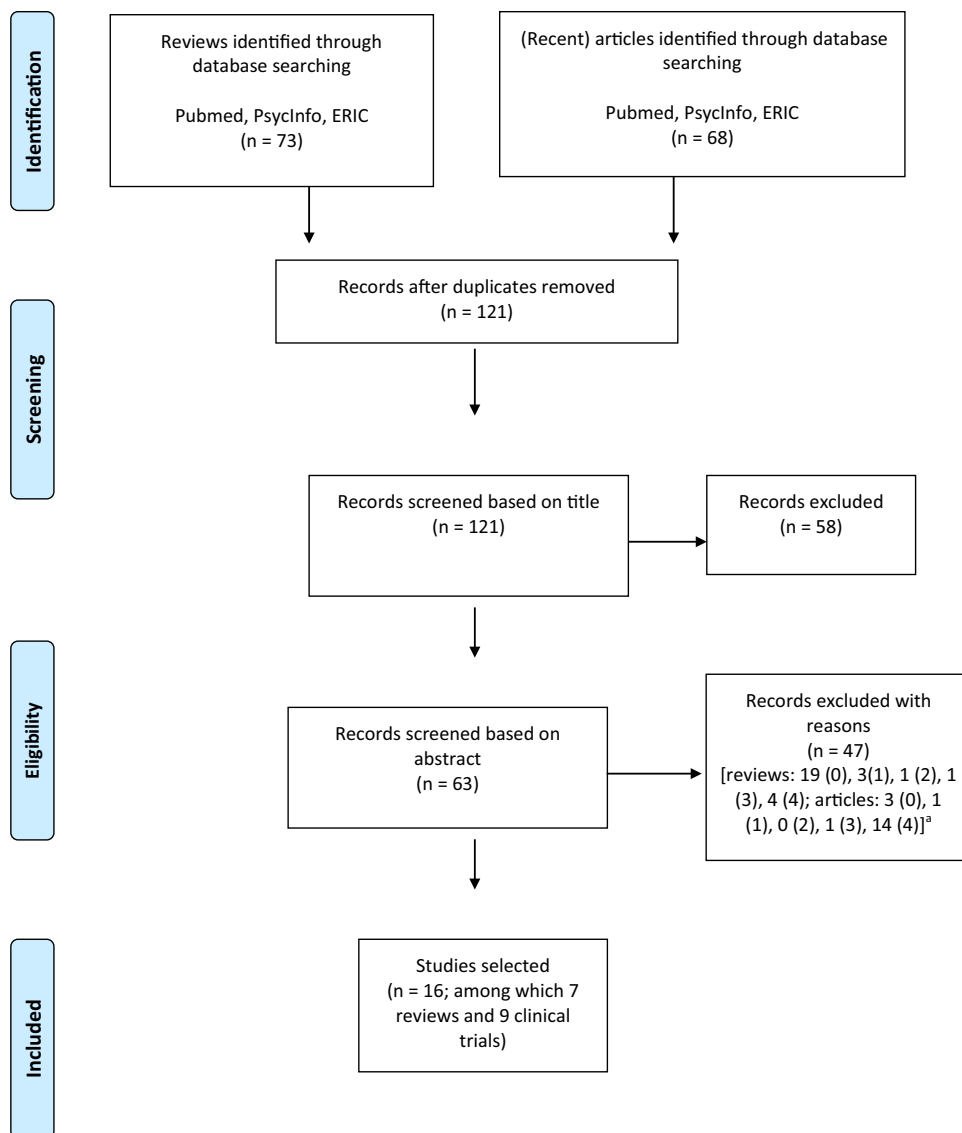 Identification
Reviews identified through
database searching
Pubmed, PsycInfo, ERIC
(n = 73)
(Recent) articles identified through database
searching
Pubmed, PsycInfo, ERIC
(n = 68)
Screening
Records after duplicates removed
(n = 121)
Records screened based on title
(n = 121)
Records excluded
(n = 58)
Eligibility
Records screened based on
abstract
(n = 63)
Records excluded with
reasons
(n = 47)
[reviews: 19 (0), 3(1), 1 (2), 1
(3), 4 (4); articles: 3 (0), 1
(1), 0 (2), 1 (3), 14 (4)]ª
Included
Studies selected
(n = 16; among which 7
reviews and 9 clinical
trials)